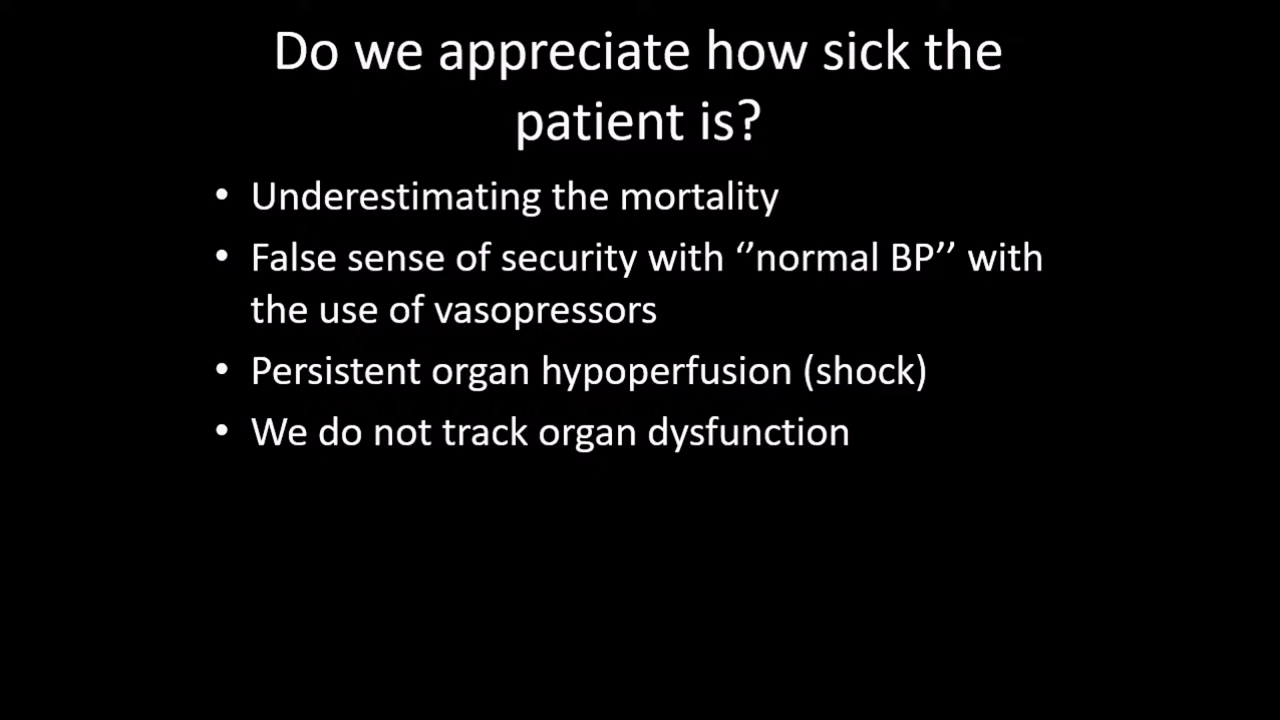 Do we appreciate how sick the
patient is?
• Underestimating the mortality
• False sense of security with ‘’normal BP’’ with
the use of vasopressors
• Persistent organ hypoperfusion (shock)
• We do not track organ dysfunction